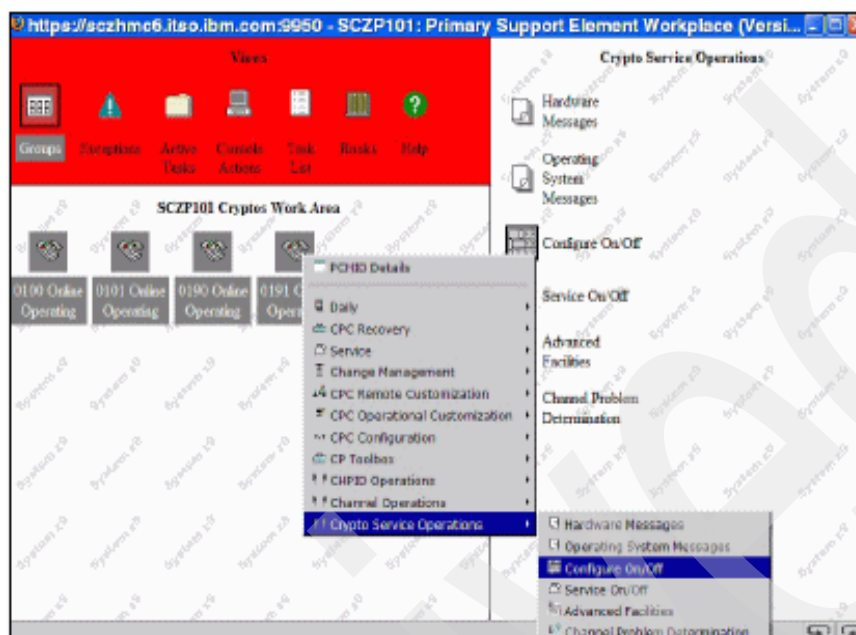 https://sczhmc6.itso.ibm.com:9950 - SCZP101: Primary Support Element Workplace (Versi...
Views
Groups
Exceptions
Active
Tasks
Console
Actions
Task
List
Books
Help
SCZP101 Cryptos Work Area
0100 Online
Operating
0101 Online
Operating
0190 Online
Operating
0191 O
Opera
PCHID Details
Daily
CPC Recovery
Service
Change Management
CPC Remote Customization
CPC Operational Customization
CPC Configuration
CP Toolbox
CHPID Operations
Channel Operations
Crypto Service Operations
Hardware Messages
Operating System Messages
Configure On/Off
Service On/Off
Advanced Facilities
Channel Problem Determination
Crypto Service Operations
Hardware
Messages
Operating
System
Messages
Configure On/Off
Service On/Off
Advanced
Facilities
Channel Problem
Determination
System z9